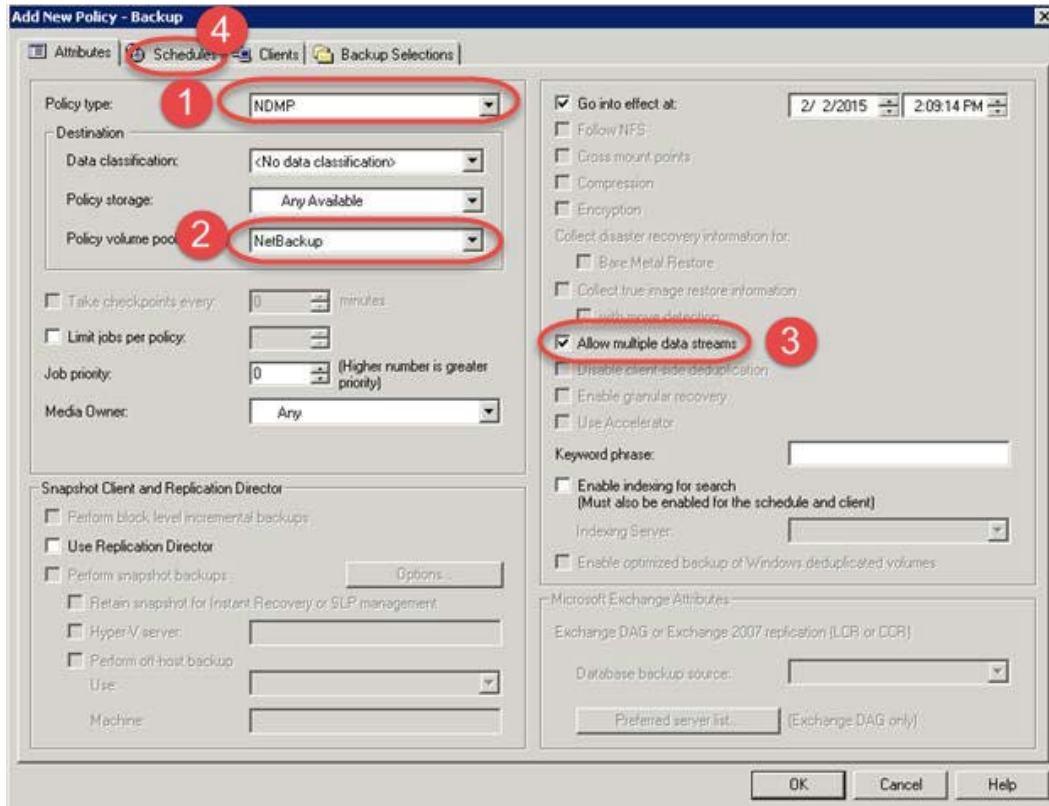 Add New Policy - Backup
4
Attributes
Schedules
Clients
Backup Selections
1
Policy type:
NDMP
Destination
Data classification:
<No data classification>
Policy storage:
Any Available
Policy volume pool
2
NetBackup
Take checkpoints every:
0
minutes
Limit jobs per policy:
Job priority:
0
(Higher number is greater
priority)
Media Owner:
Any
Snapshot Client and Replication Director
Perform block level incremental backups
Use Replication Director
Perform snapshot backups
Options...
Retain snapshot for Instant Recovery or SLP management
Hyper-V server:
Perform off-host backup
Use:
Machine:
Go into effect at:
2/ 2/2015
2:09:14 PM
Follow NFS
Cross mount points
Compression
Encryption
Collect disaster recovery information for:
Bare Metal Restore
Collect true image restore information
with move detection
Allow multiple data streams
3
Disable client-side deduplication
Enable granular recovery
Use Accelerator
Keyword phrase:
Enable indexing for search
(Must also be enabled for the schedule and client)
Indexing Server:
Enable optimized backup of Windows deduplicated volumes
Microsoft Exchange Attributes
Exchange DAG or Exchange 2007 replication (LCR or CCR)
Database backup source:
Preferred server list...
(Exchange DAG only)
OK
Cancel
Help